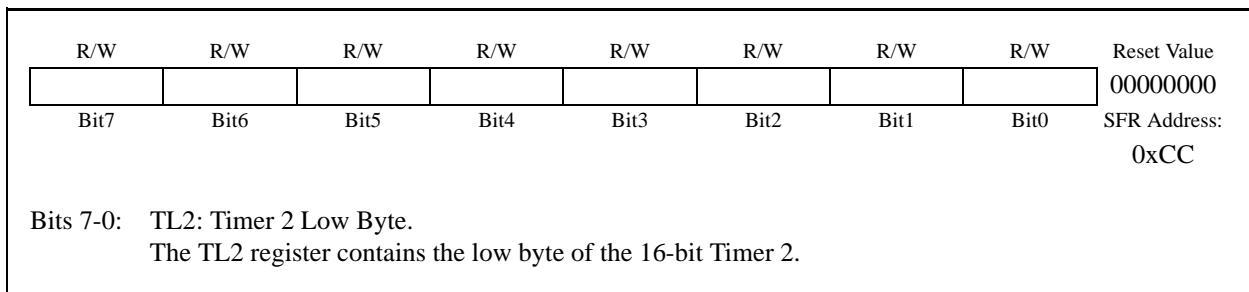 R/W R/W R/W R/W R/W R/W R/W R/W Reset Value
00000000
Bit7 Bit6 Bit5 Bit4 Bit3 Bit2 Bit1 Bit0 SFR Address:
0xCC
Bits 7-0: TL2: Timer 2 Low Byte.
The TL2 register contains the low byte of the 16-bit Timer 2.